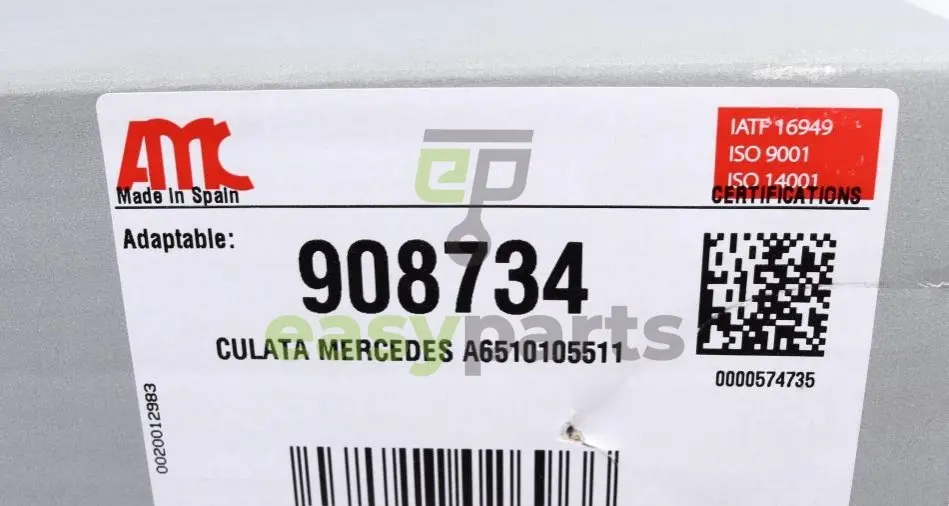 AMC
IATF 16949
ISO 9001
ISO 14001
Made In Spain
CERTIFICATIONS
ep
Adaptable:
908734
easyparts
CULATA MERCEDES A6510105511
0000574735
0020012983